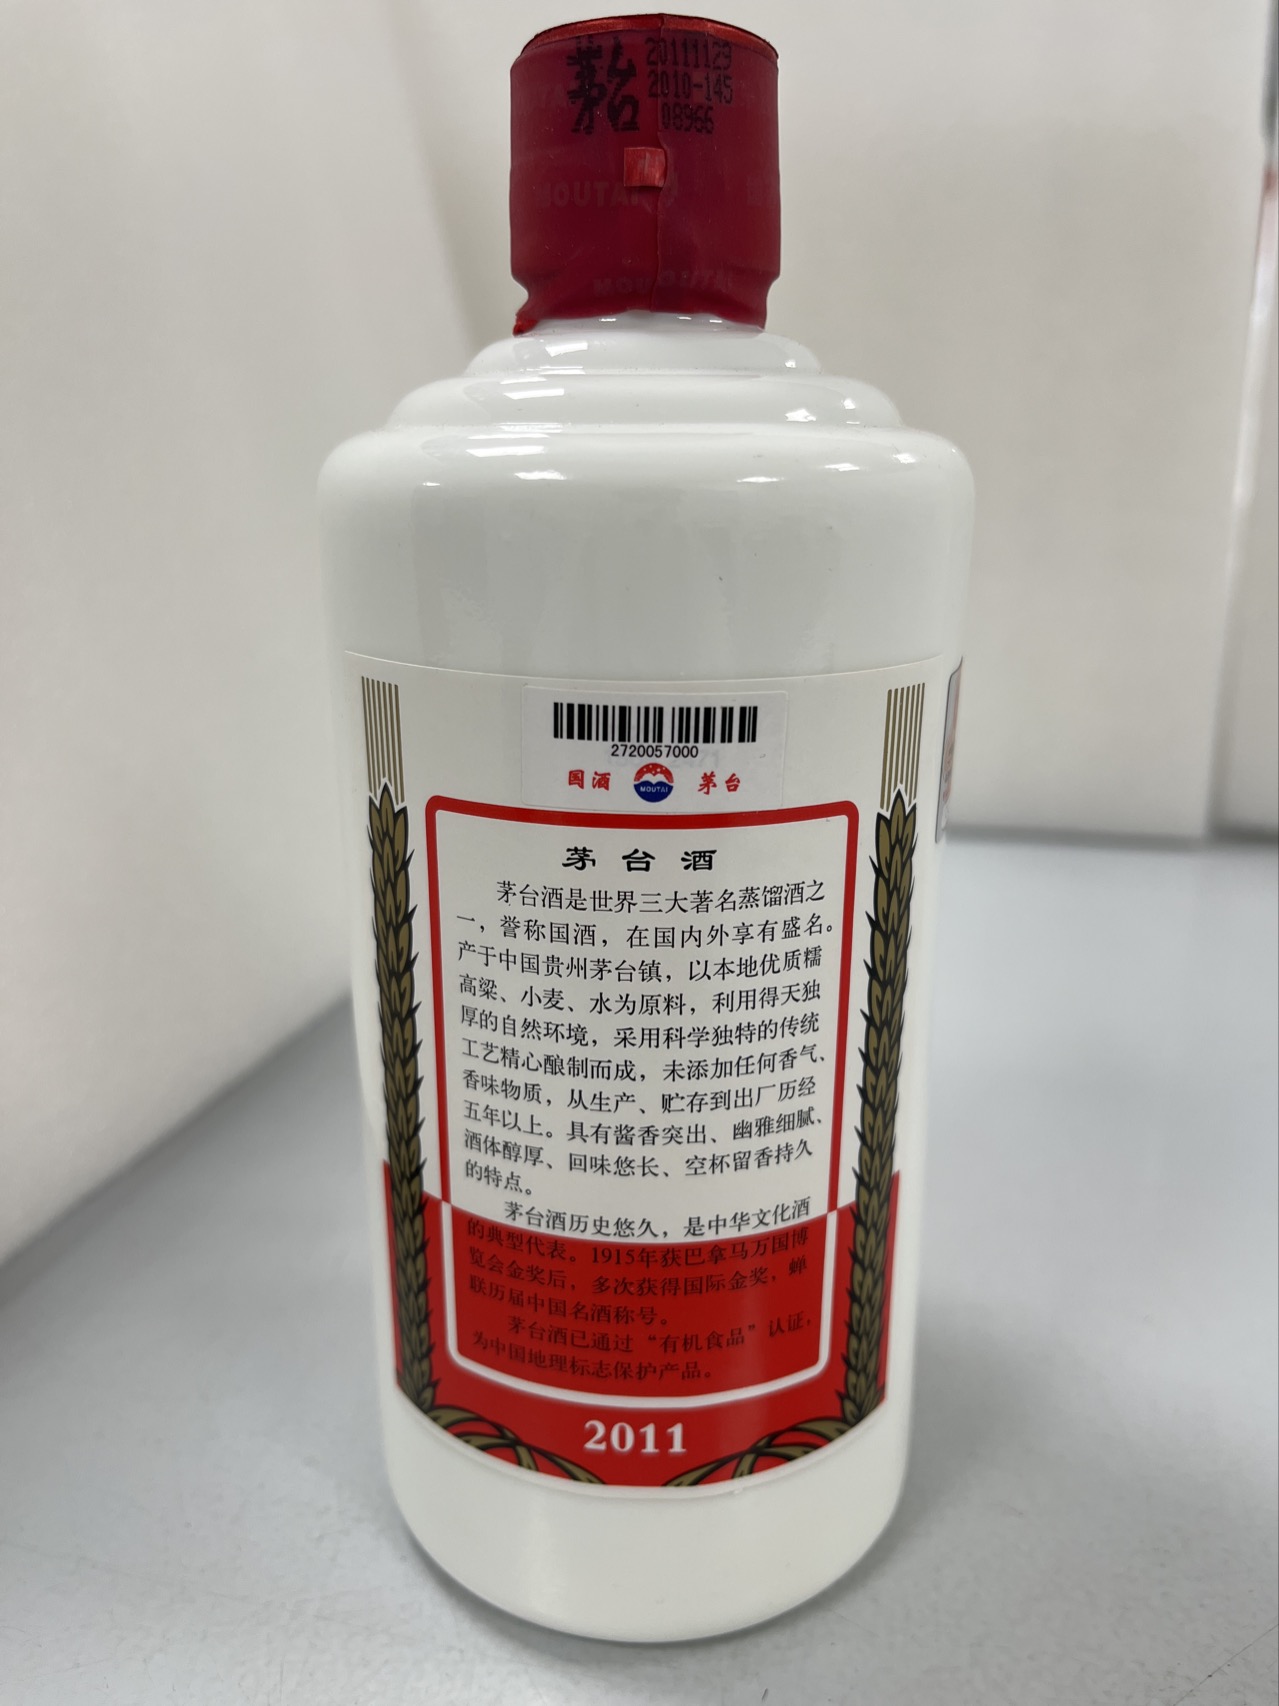 茅台
20111129
2010-145
08966
MOUTAI
MOU
2720057000
国酒
MOUTAI
茅台
茅台酒
茅台酒是世界三大著名蒸馏酒之
一，誉称国酒，在国内外享有盛名。
产于中国贵州茅台镇，以本地优质糯
高粱、小麦、水为原料，利用得天独
厚的自然环境，采用科学独特的传统
工艺精心酿制而成，未添加任何香气、
香味物质，从生产、贮存到出厂历经
五年以上。具有酱香突出、幽雅细腻、
酒体醇厚、回味悠长、空杯留香持久
的特点。
茅台酒历史悠久，是中华文化酒
的典型代表。1915年获巴拿马万国博
览会金奖后，多次获得国际金奖，蝉
联历届中国名酒称号。
茅台酒已通过“有机食品”认证，
为中国地理标志保护产品。
2011